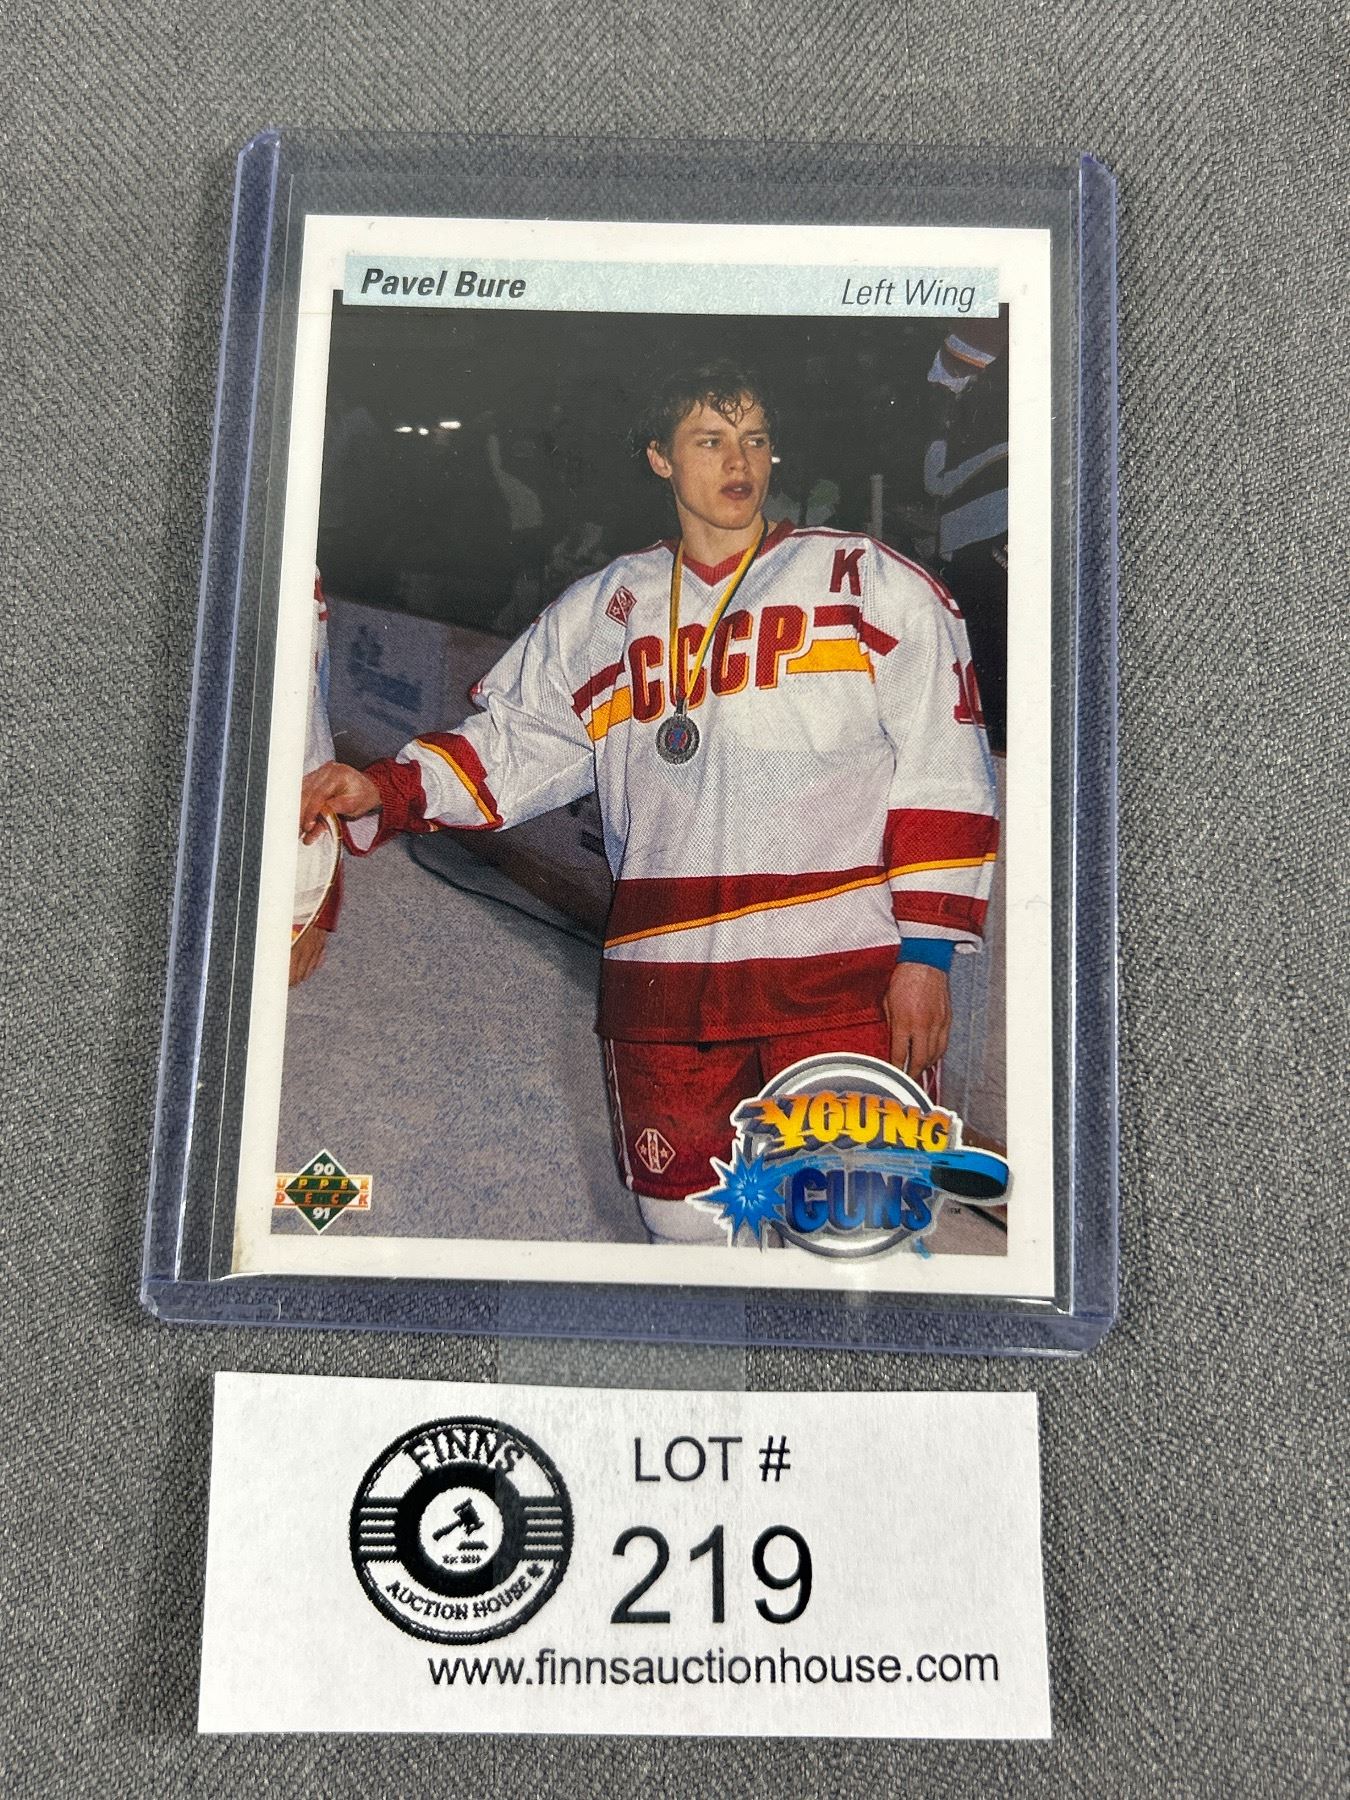 Pavel Bure
Left Wing
K
CCCP
YOUNG
GUNS
TM
90
UPPER
DECK
91
FINNS
AUCTION HOUSE
LOT #
219
www.finnsauctionhouse.com